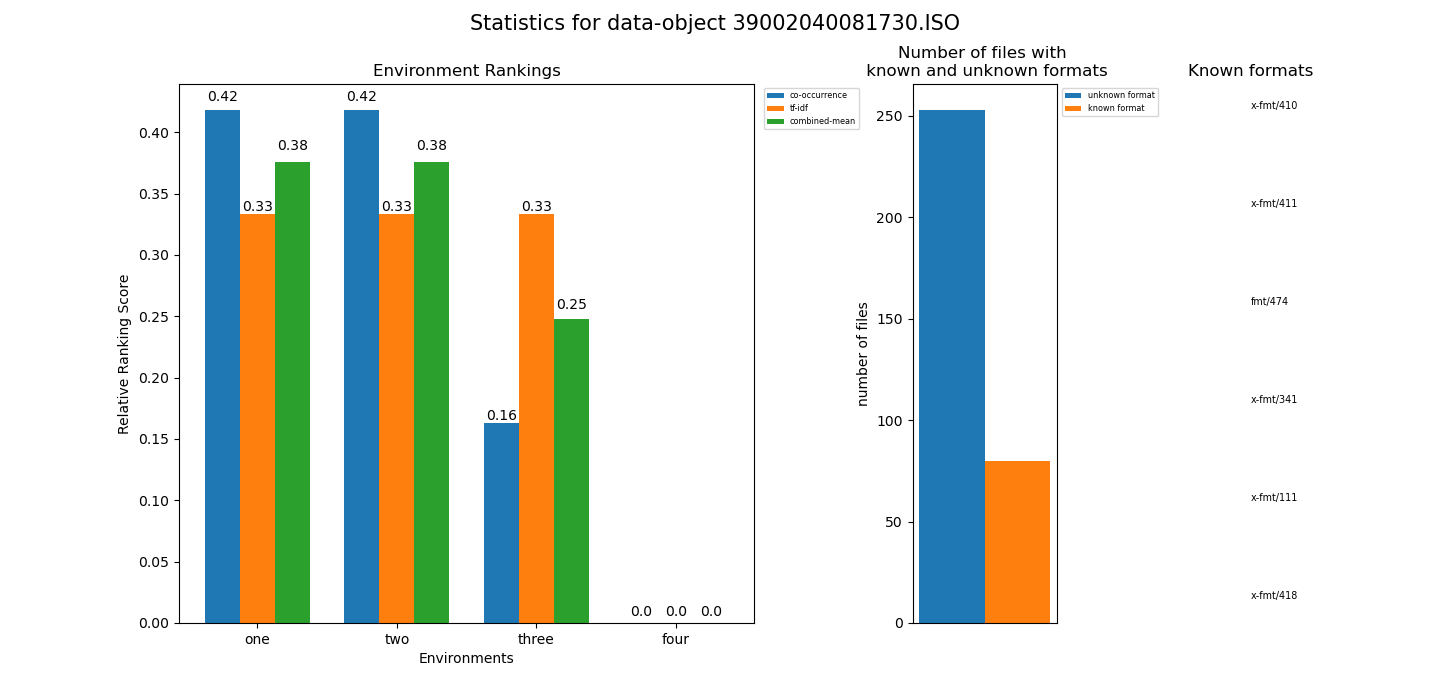 Statistics for data-object 39002040081730.ISO
Environment Rankings
0.42
0.33
0.38
0.42
0.33
0.38
0.16
0.33
0.25
0.0
0.0
0.0
0.40
0.35
0.30
0.25
0.20
0.15
0.10
0.05
0.00
Relative Ranking Score
one
two
three
four
Environments
co-occurrence
tf-idf
combined-mean
Number of files with
known and unknown formats
250
200
150
100
50
0
number of files
unknown format
known format
Known formats
x-fmt/410
x-fmt/411
fmt/474
x-fmt/341
x-fmt/111
x-fmt/418